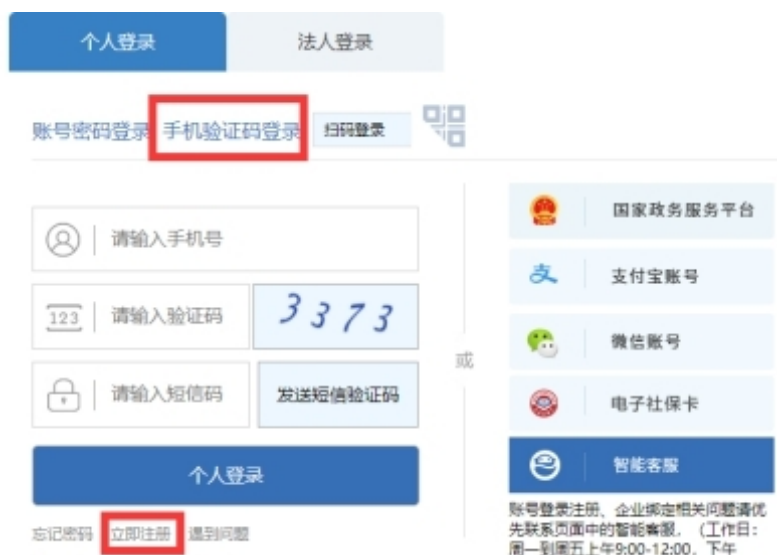 个人登录 法人登录
账号密码登录 手机验证码登录 扫码登录
请输入手机号
123 请输入验证码 3373
请输入短信码 发送短信验证码
个人登录
忘记密码 立即注册 遇到问题
或
国家政务服务平台
支付宝账号
微信账号
电子社保卡
智能客服
账号登录注册、企业绑定相关问题请优
先联系页面中的智能客服，（工作日：
周一到周五上午9:00-12:00，下午